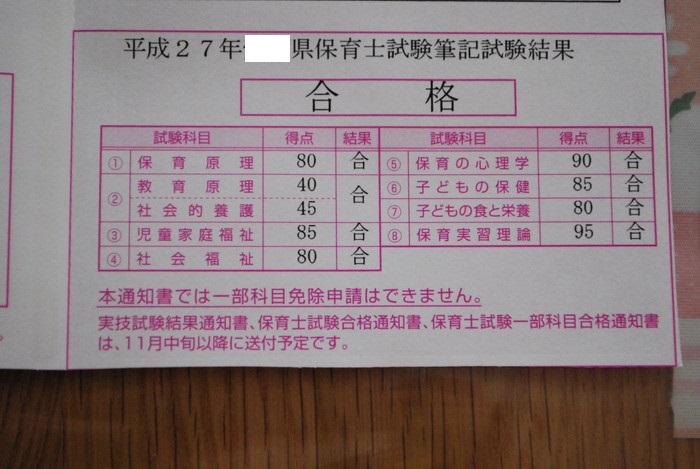 平成27年 県保育士試験筆記試験結果
合格
試験科目 得点 結果 試験科目 得点 結果
① 保育原理 80 合 ⑤ 保育の心理学 90 合
② 教育原理 40 合 ⑥ 子どもの保健 85 合
社会的養護 45 ⑦ 子どもの食と栄養 80 合
③ 児童家庭福祉 85 合 ⑧ 保育実習理論 95 合
④ 社会福祉 80 合
本通知書では一部科目免除申請はできません。
実技試験結果通知書、保育士試験合格通知書、保育士試験一部科目合格通知書
は、11月中旬以降に送付予定です。